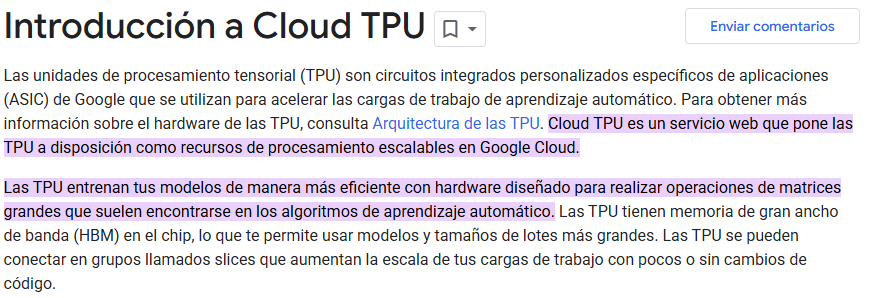 Introducción a Cloud TPU
Enviar comentarios
Las unidades de procesamiento tensorial (TPU) son circuitos integrados personalizados específicos de aplicaciones
(ASIC) de Google que se utilizan para acelerar las cargas de trabajo de aprendizaje automático. Para obtener más
información sobre el hardware de las TPU, consulta Arquitectura de las TPU. Cloud TPU es un servicio web que pone las
TPU a disposición como recursos de procesamiento escalables en Google Cloud.
Las TPU entrenan tus modelos de manera más eficiente con hardware diseñado para realizar operaciones de matrices
grandes que suelen encontrarse en los algoritmos de aprendizaje automático. Las TPU tienen memoria de gran ancho
de banda (HBM) en el chip, lo que te permite usar modelos y tamaños de lotes más grandes. Las TPU se pueden
conectar en grupos llamados slices que aumentan la escala de tus cargas de trabajo con pocos o sin cambios de
código.